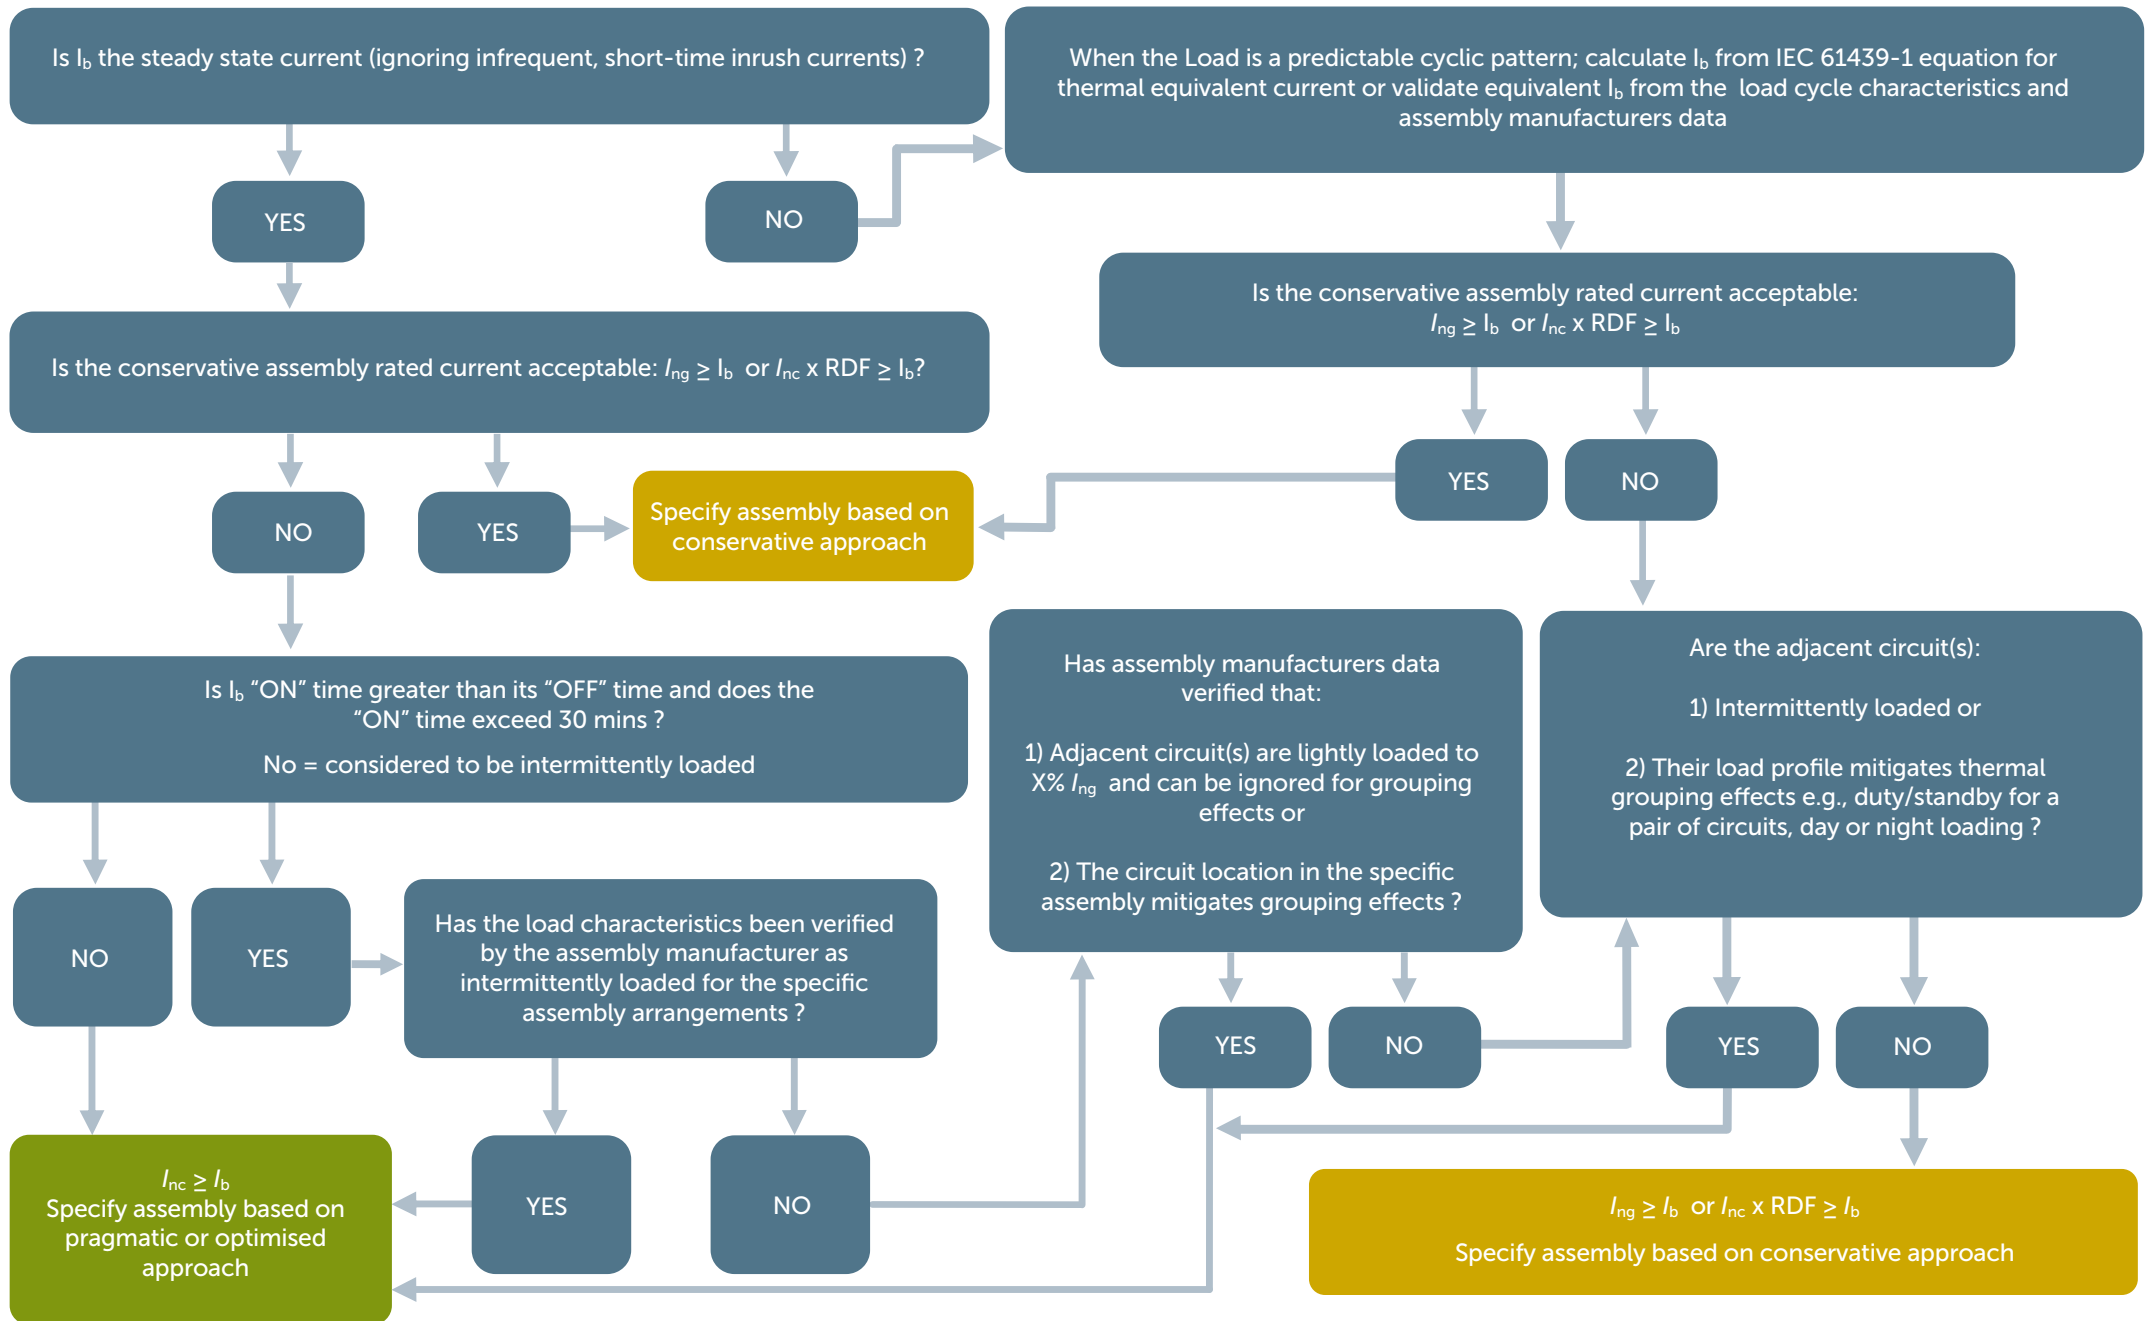 Is Ib the steady state current (ignoring infrequent, short-time inrush currents) ?
YES
NO
When the Load is a predictable cyclic pattern; calculate Ib from IEC 61439-1 equation for
thermal equivalent current or validate equivalent Ib from the load cycle characteristics and
assembly manufacturers data
Is the conservative assembly rated current acceptable: Ing ≥ Ib or Inc x RDF ≥ Ib?
NO
YES
Specify assembly based on
conservative approach
Is the conservative assembly rated current acceptable:
Ing ≥ Ib or Inc x RDF ≥ Ib
YES
NO
Is Ib “ON” time greater than its “OFF” time and does the
“ON” time exceed 30 mins ?
No = considered to be intermittently loaded
NO
YES
Has the load characteristics been verified
by the assembly manufacturer as
intermittently loaded for the specific
assembly arrangements ?
YES
NO
Has assembly manufacturers data
verified that:
1) Adjacent circuit(s) are lightly loaded to
X% Ing and can be ignored for grouping
effects or
2) The circuit location in the specific
assembly mitigates grouping effects ?
YES
NO
Are the adjacent circuit(s):
1) Intermittently loaded or
2) Their load profile mitigates thermal
grouping effects e.g., duty/standby for a
pair of circuits, day or night loading ?
YES
NO
Inc ≥ Ib
Specify assembly based on
pragmatic or optimised
approach
Ing ≥ Ib or Inc x RDF ≥ Ib
Specify assembly based on conservative approach